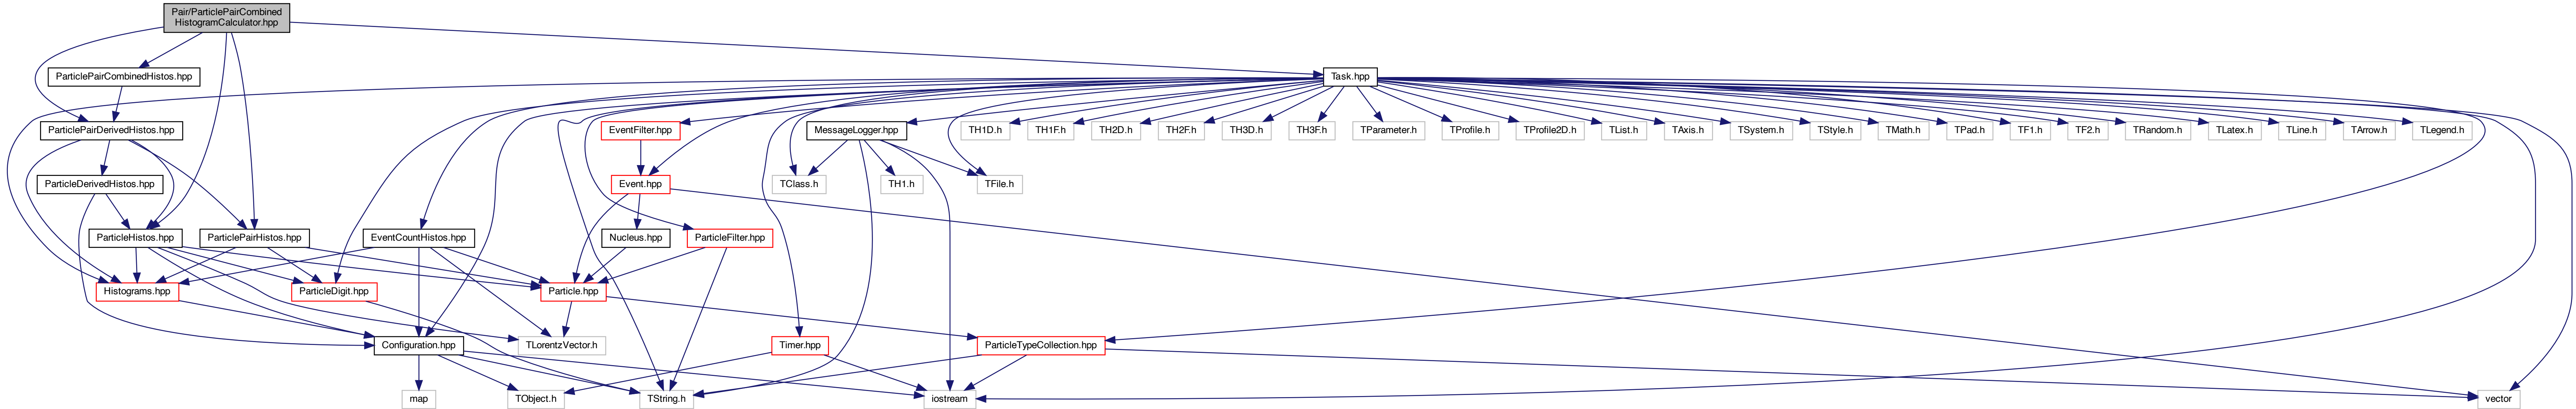 Pair/ParticlePairCombined
HistogramCalculator.hpp
ParticlePairCombinedHistos.hpp
Task.hpp
ParticlePairDerivedHistos.hpp
EventFilter.hpp
MessageLogger.hpp
TH1D.h
TH1F.h
TH2D.h
TH2F.h
TH3D.h
TH3F.h
TParameter.h
TProfile.h
TProfile2D.h
TList.h
TAxis.h
TSystem.h
TStyle.h
TMath.h
TPad.h
TF1.h
TF2.h
TRandom.h
TLatex.h
TLine.h
TArrow.h
TLegend.h
ParticleDerivedHistos.hpp
Event.hpp
TClass.h
TH1.h
TFile.h
ParticleHistos.hpp
ParticlePairHistos.hpp
EventCountHistos.hpp
Nucleus.hpp
ParticleFilter.hpp
Histograms.hpp
ParticleDigit.hpp
Particle.hpp
Configuration.hpp
TLorentzVector.h
Timer.hpp
ParticleTypeCollection.hpp
map
TObject.h
TString.h
iostream
vector